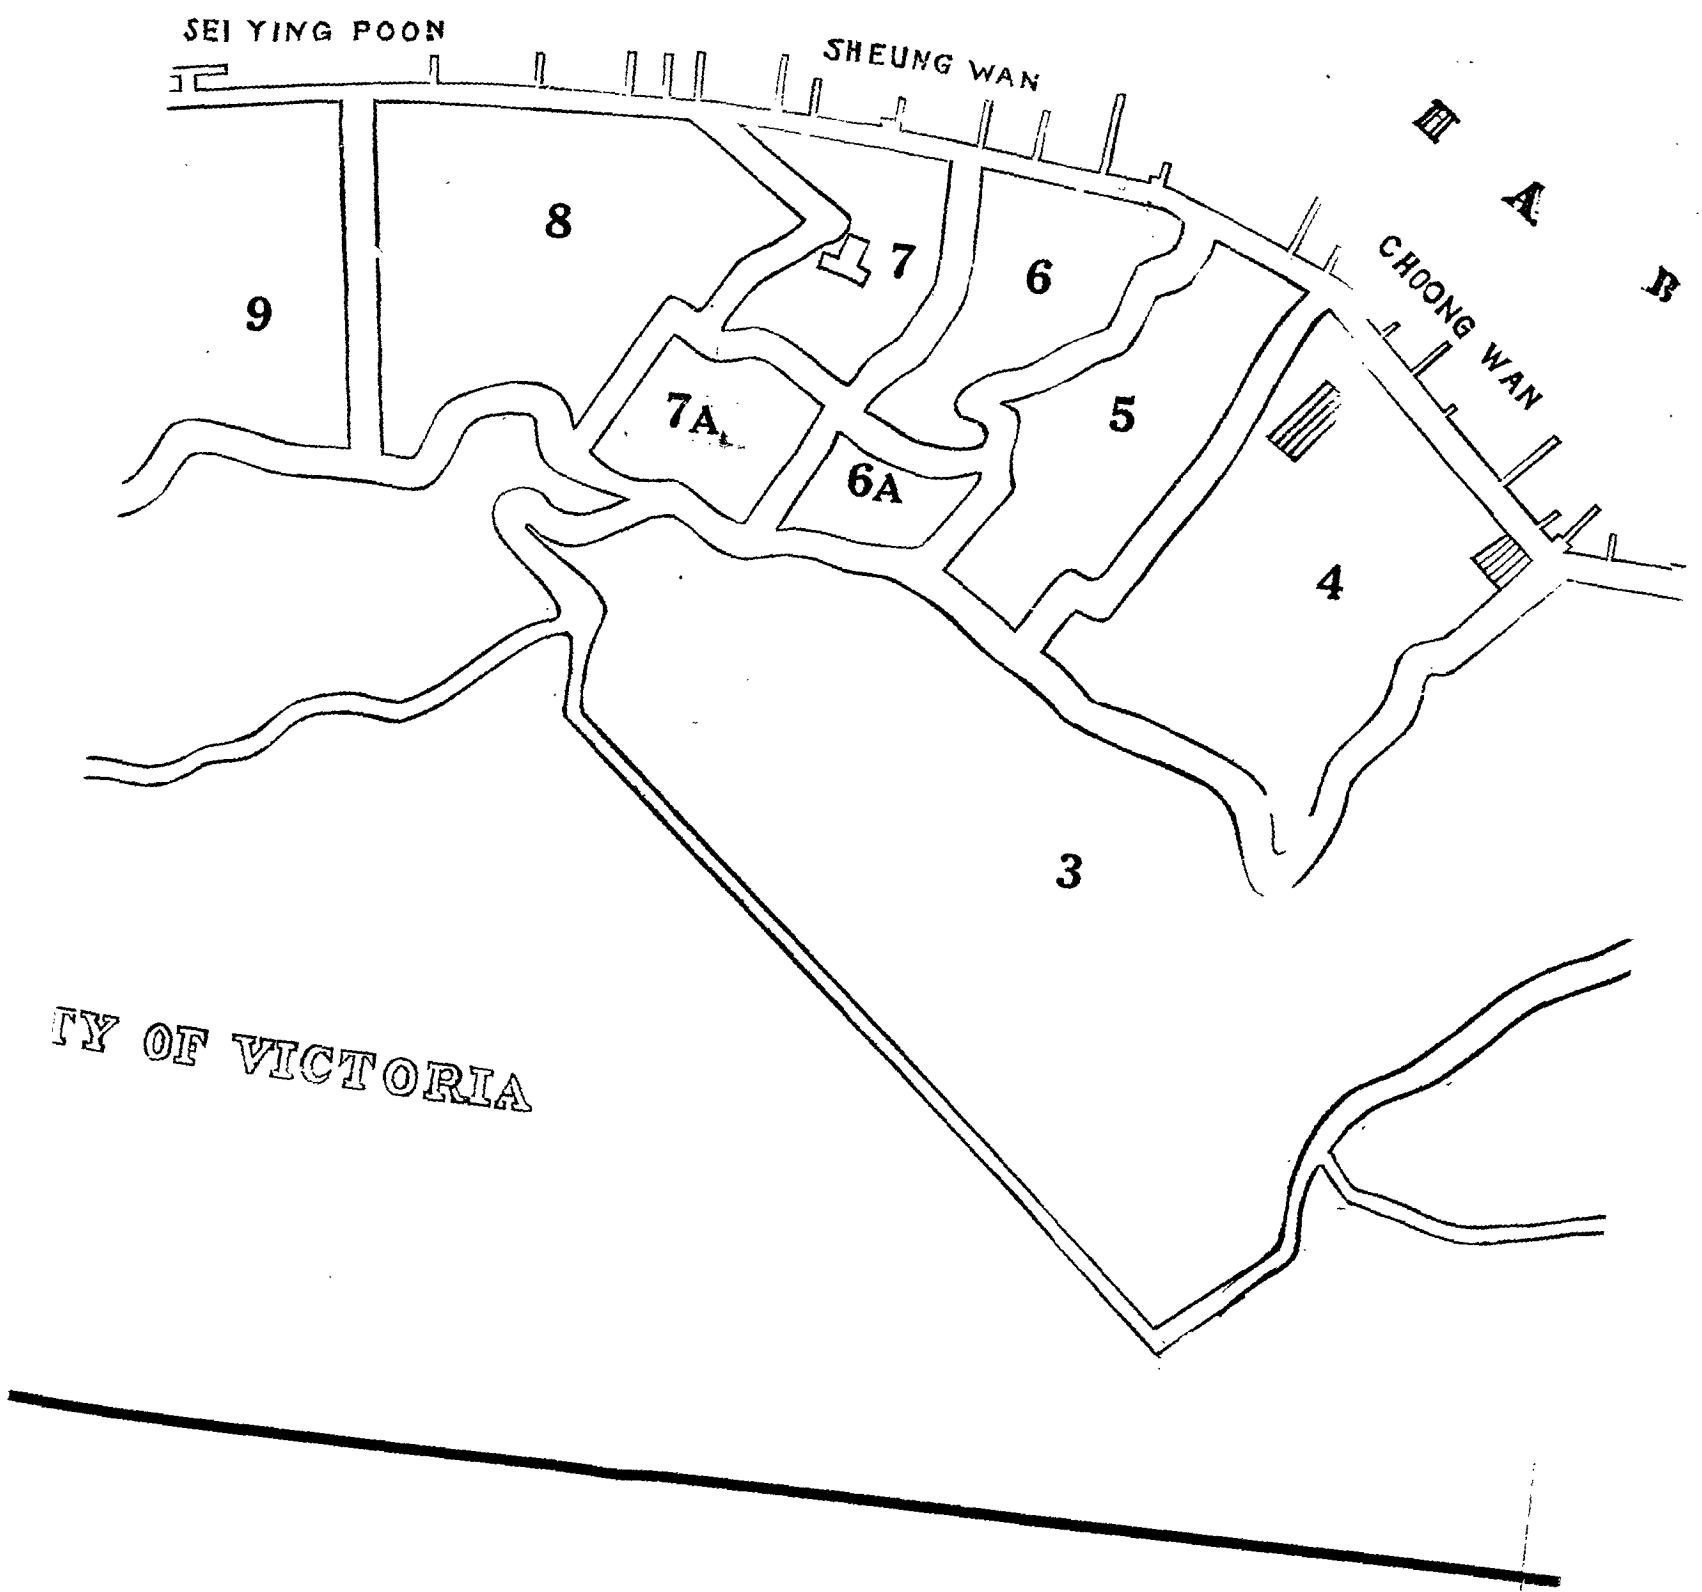 SEI YING POON
SHEUNG WAN
H A B
CHOONG WAN
8
7
6
9
7A
5
6A
4
3
TY OF VICTORIA